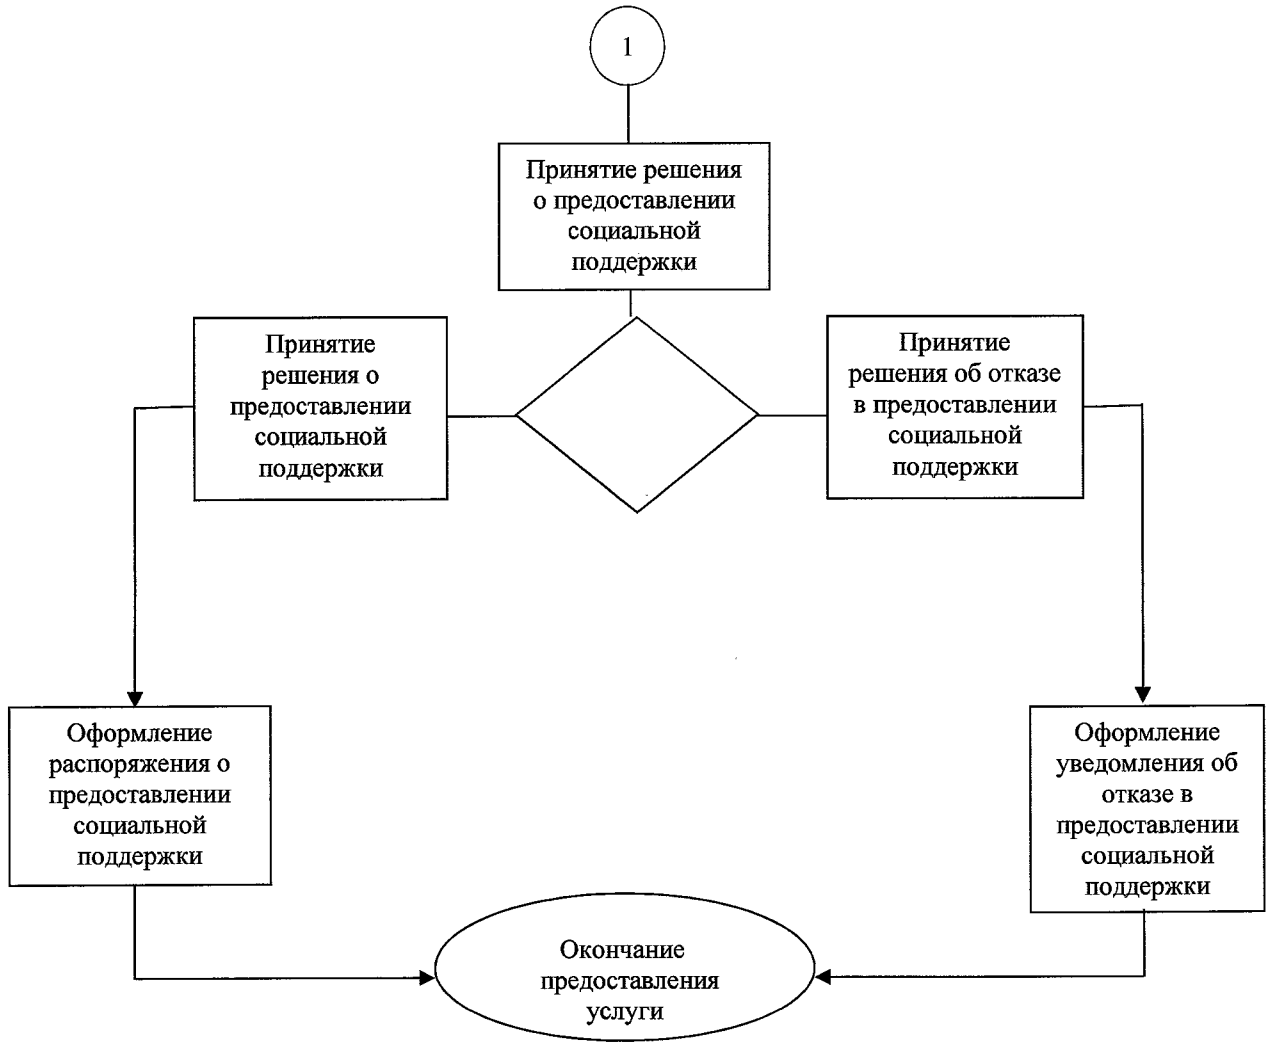 1
Принятие решения
о предоставлении
социальной
поддержки
Принятие
решения о
предоставлении
социальной
поддержки
Принятие
решения об отказе
в предоставлении
социальной
поддержки
Оформление
распоряжения о
предоставлении
социальной
поддержки
Оформление
уведомления об
отказе в
предоставлении
социальной
поддержки
Окончание
предоставления
услуги